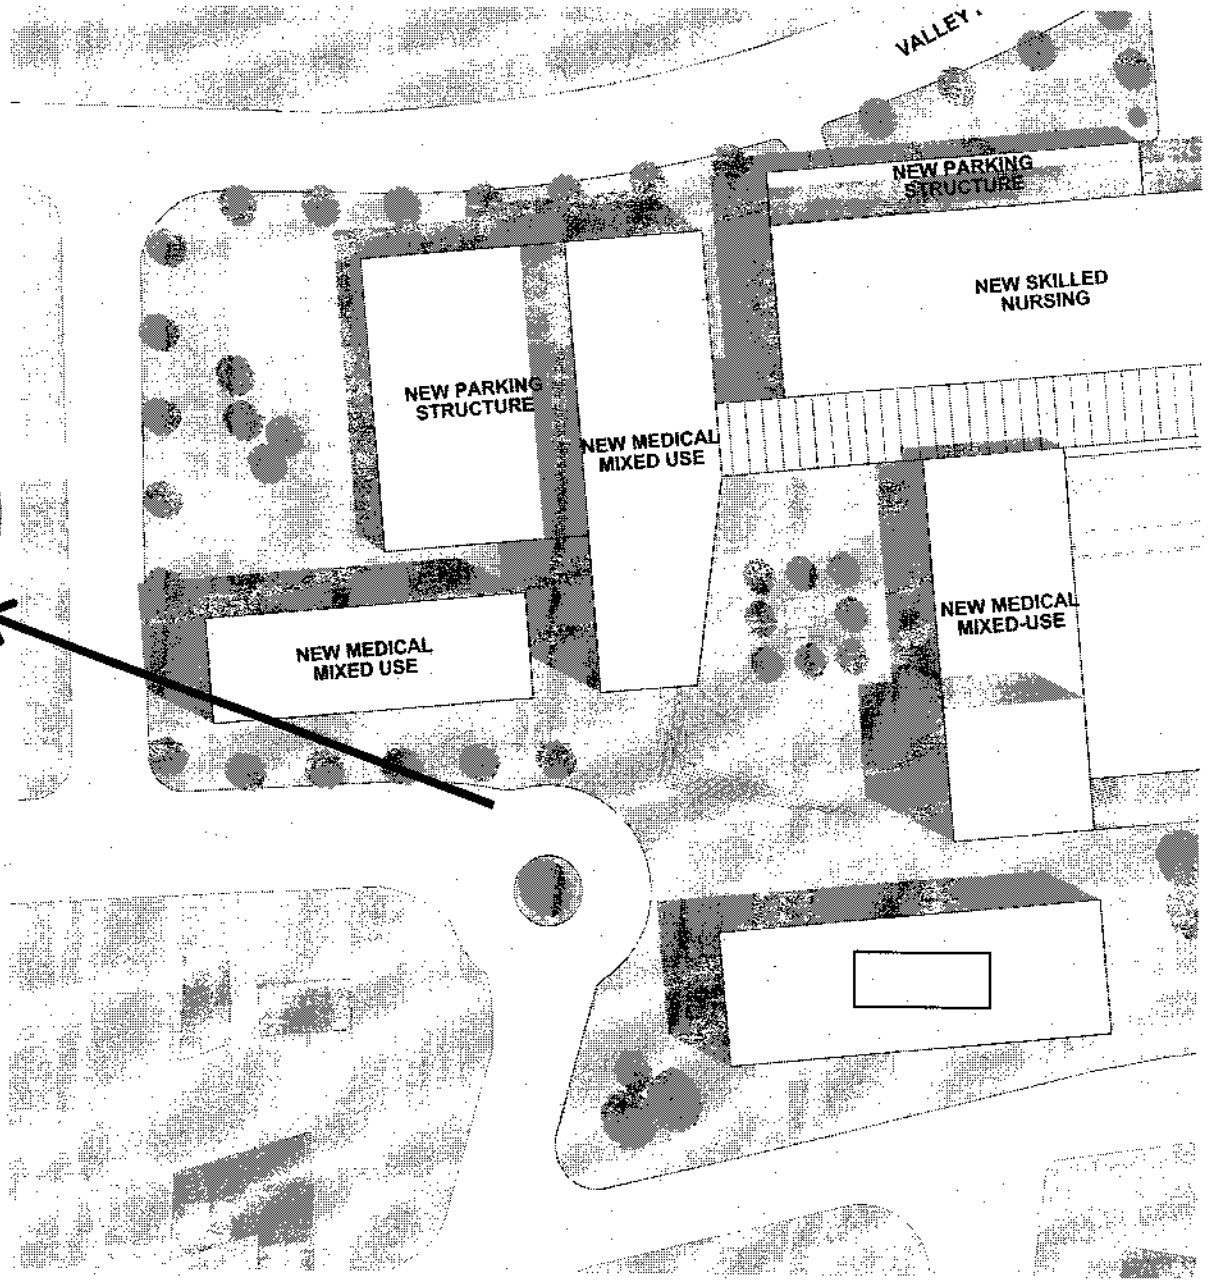 VALLEY
NEW PARKING
STRUCTURE
NEW SKILLED
NURSING
NEW PARKING
STRUCTURE
NEW MEDICAL
MIXED USE
NEW MEDICAL
MIXED-USE
NEW MEDICAL
MIXED USE